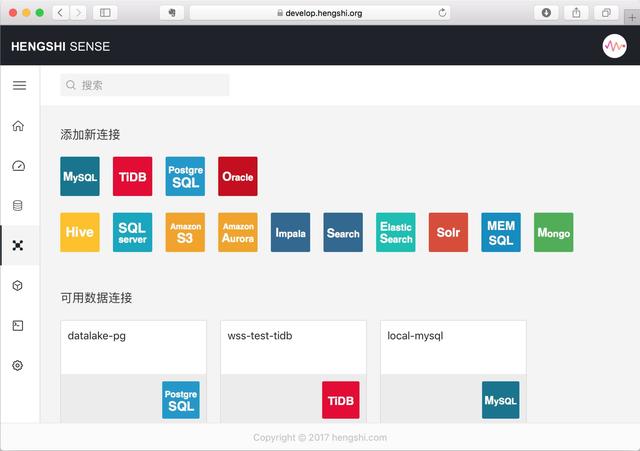 develop.hengshi.org
HENGSHI SENSE
搜索
添加新连接
MySQL
TiDB
Postgre
SQL
Oracle
Hive
SQL
server
Amazon
S3
Amazon
Aurora
Impala
Search
Elastic
Search
Solr
MEM
SQL
Mongo
可用数据连接
datalake-pg
wss-test-tidb
local-mysql
Postgre
SQL
TiDB
MySQL
Copyright © 2017 hengshi.com